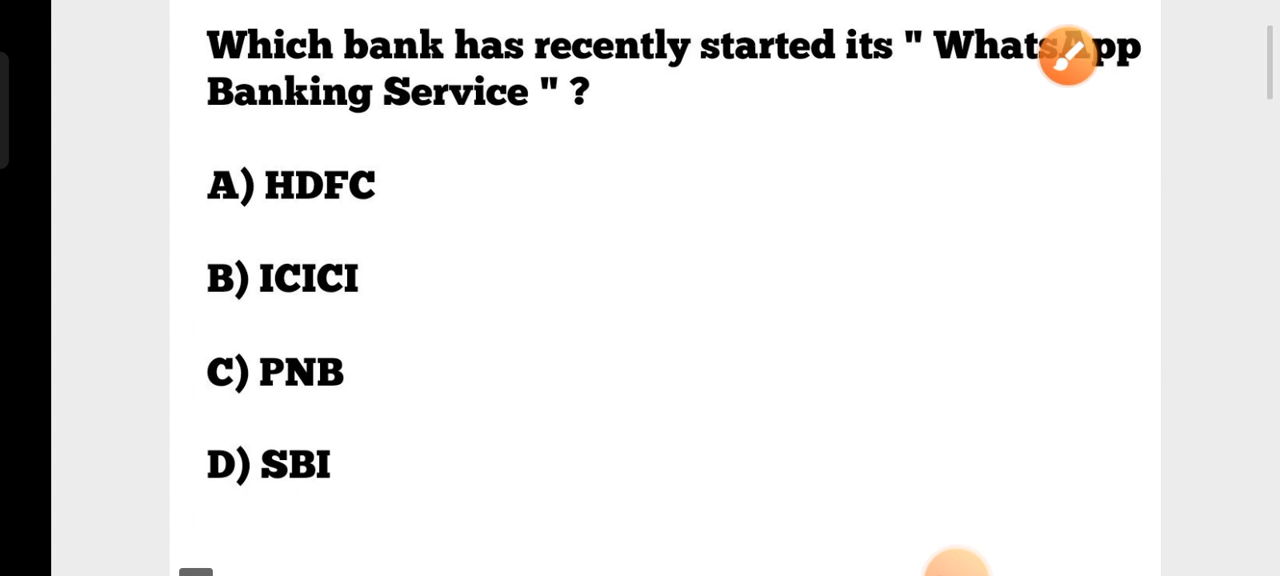 Which bank has recently started its " WhatsApp
Banking Service " ?
A) HDFC
B) ICICI
C) PNB
D) SBI